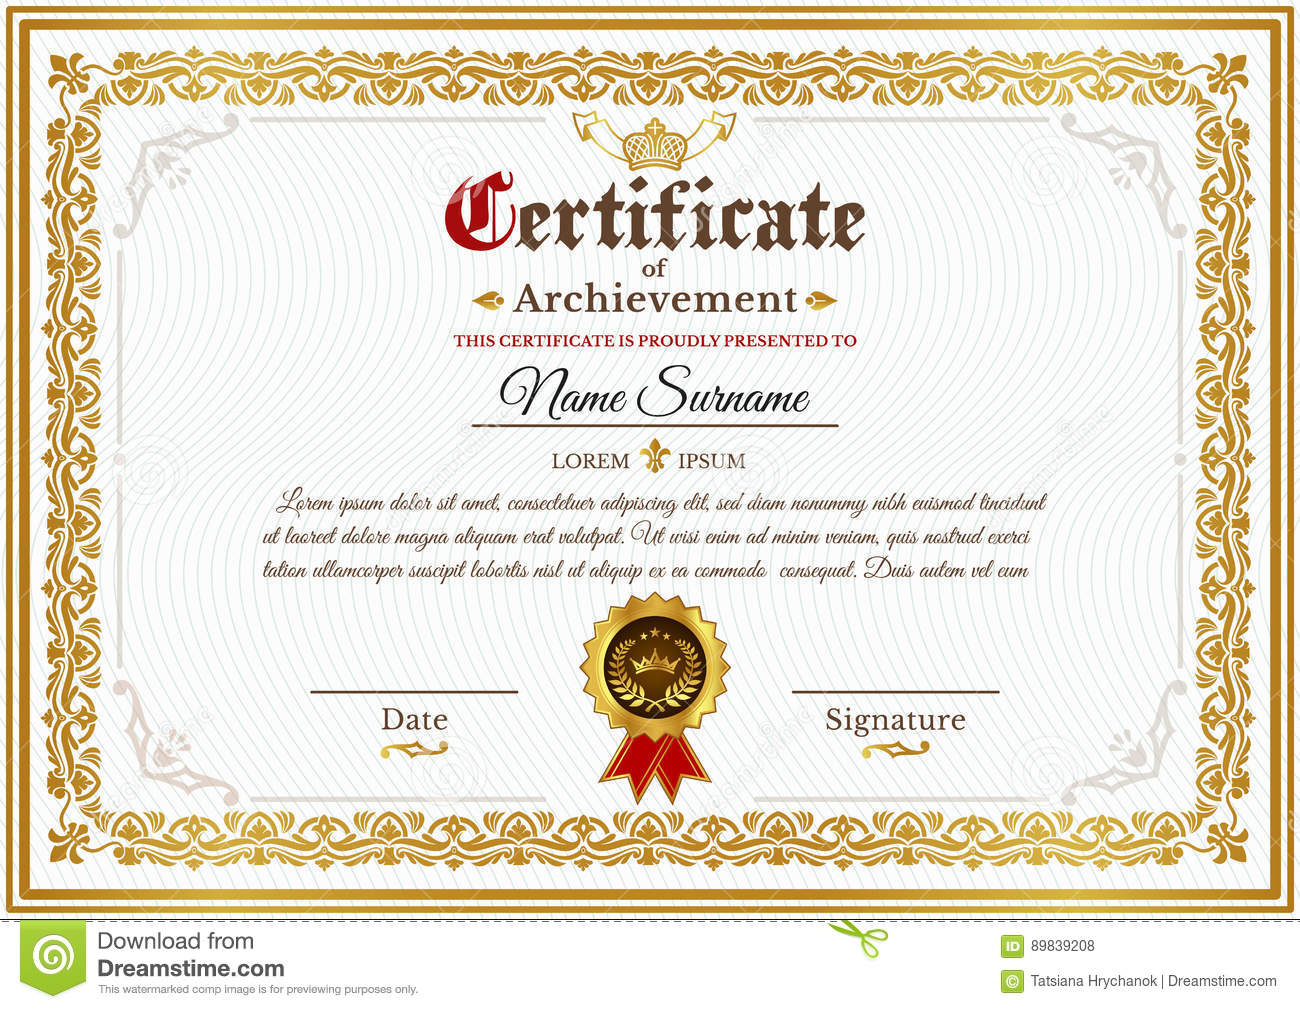 Certificate
of
Archievement
THIS CERTIFICATE IS PROUDLY PRESENTED TO
Name Surname
LOREM IPSUM
Lorem ipsum dolor sit amet, consectetuer adipiscing elit, sed diam nonummy nibh euismod tincidunt
ut laoreet dolore magna aliquam erat volutpat. Ut wisi enim ad minim veniam, quis nostrud exerci
tation ullamcorper suscipit lobortis nisl ut aliquip ex ea commodo consequat. Duis autem vel eum
Date Signature
Download from
Dreamstime.com
This watermarked comp image is for previewing purposes only.
ID 89839208
© Tatsiana Hrychanok | Dreamstime.com